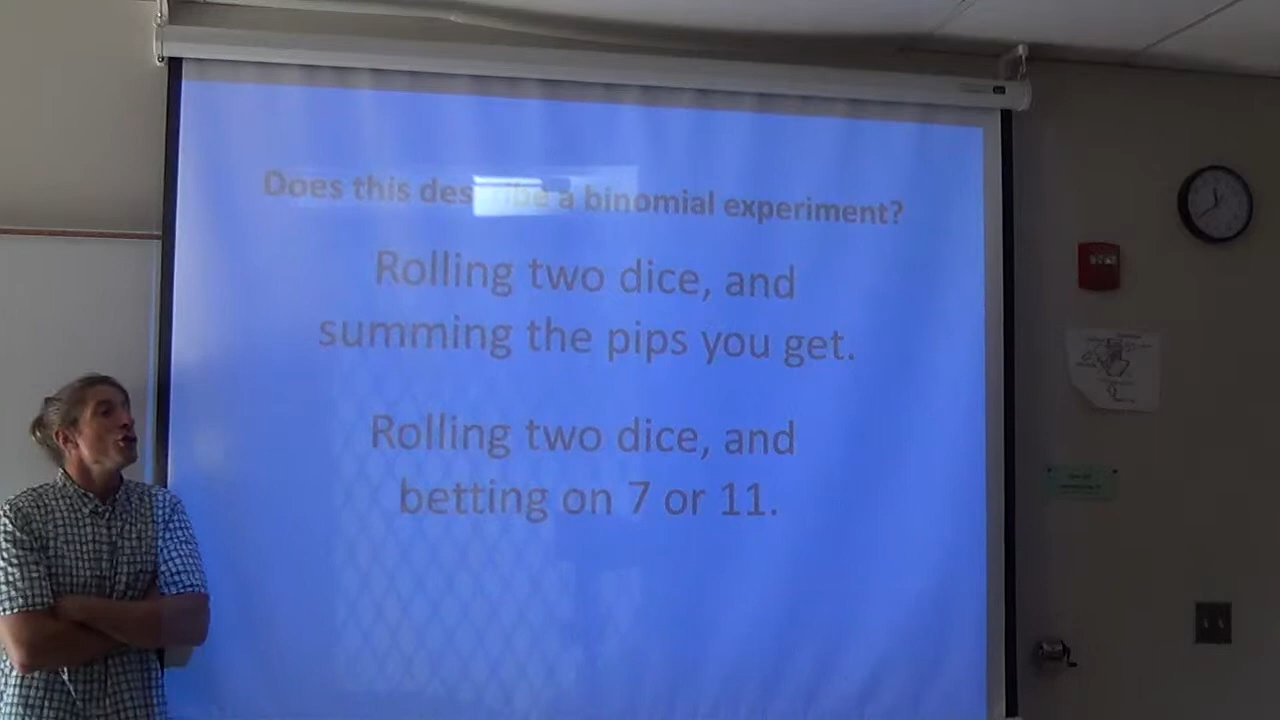 Does this describe a binomial experiment?
Rolling two dice, and
summing the pips you get.
Rolling two dice, and
betting on 7 or 11.